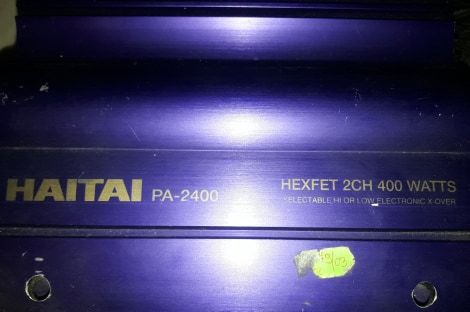 HAITAI PA-2400
HEXFET 2CH 400 WATTS
SELECTABLE HI OR LOW ELECTRONIC X-OVER